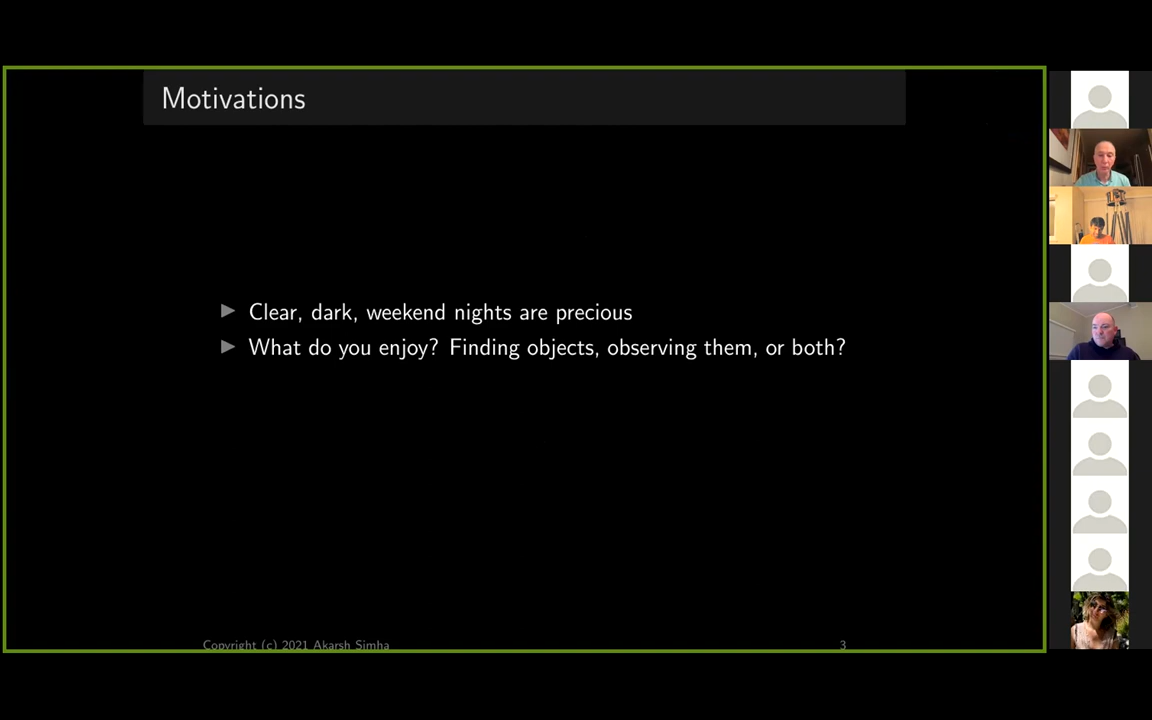 Motivations
Clear, dark, weekend nights are precious
What do you enjoy? Finding objects, observing them, or both?
Copyright (c) 2021 Akarsh Simha 3